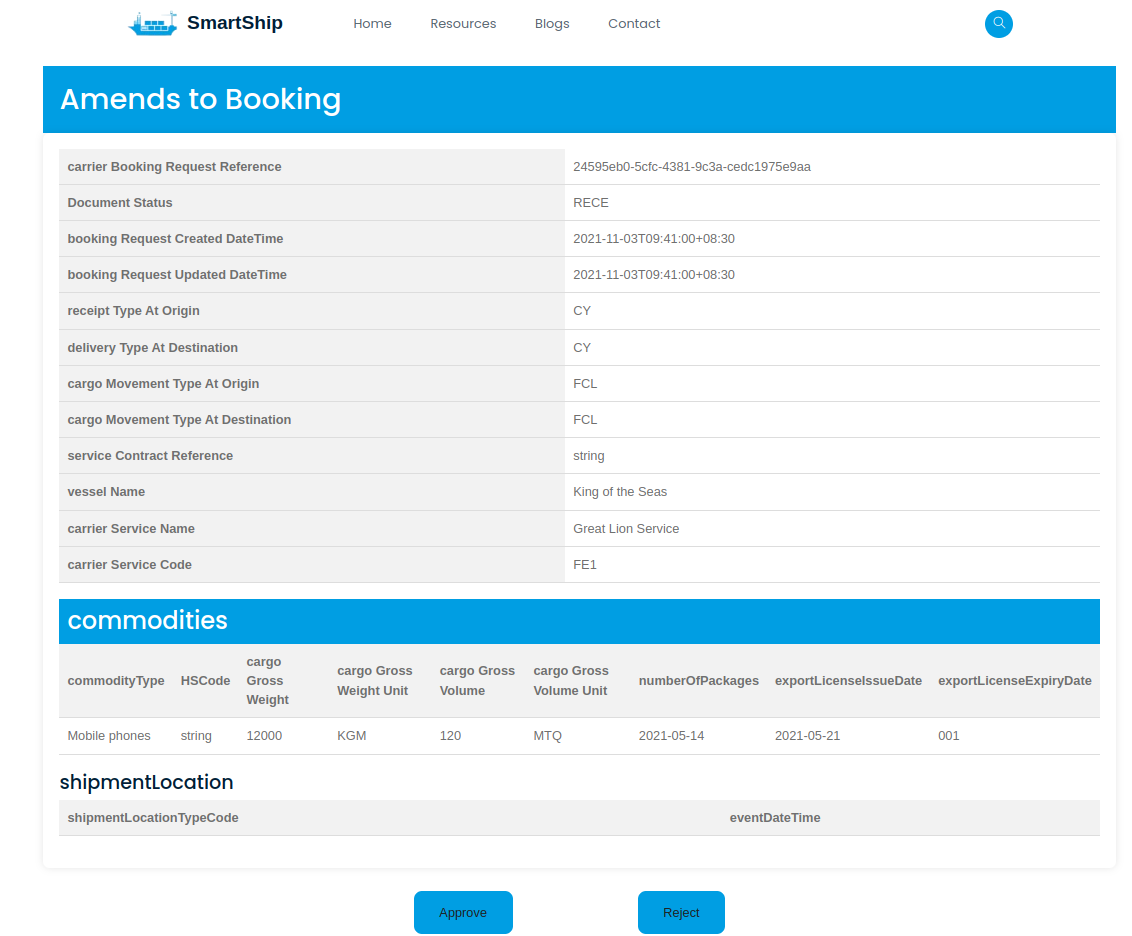 SmartShip Home Resources Blogs Contact
Amends to Booking
carrier Booking Request Reference 24595eb0-5cfc-4381-9c3a-cedc1975e9aa
Document Status RECE
booking Request Created DateTime 2021-11-03T09:41:00+08:30
booking Request Updated DateTime 2021-11-03T09:41:00+08:30
receipt Type At Origin CY
delivery Type At Destination CY
cargo Movement Type At Origin FCL
cargo Movement Type At Destination FCL
service Contract Reference string
vessel Name King of the Seas
carrier Service Name Great Lion Service
carrier Service Code FE1
commodities
commodityType HSCode cargo Gross Weight cargo Gross Weight Unit cargo Gross Volume cargo Gross Volume Unit numberOfPackages exportLicenseIssueDate exportLicenseExpiryDate
Mobile phones string 12000 KGM 120 MTQ 2021-05-14 2021-05-21 001
shipmentLocation
shipmentLocationTypeCode eventDateTime
Approve Reject